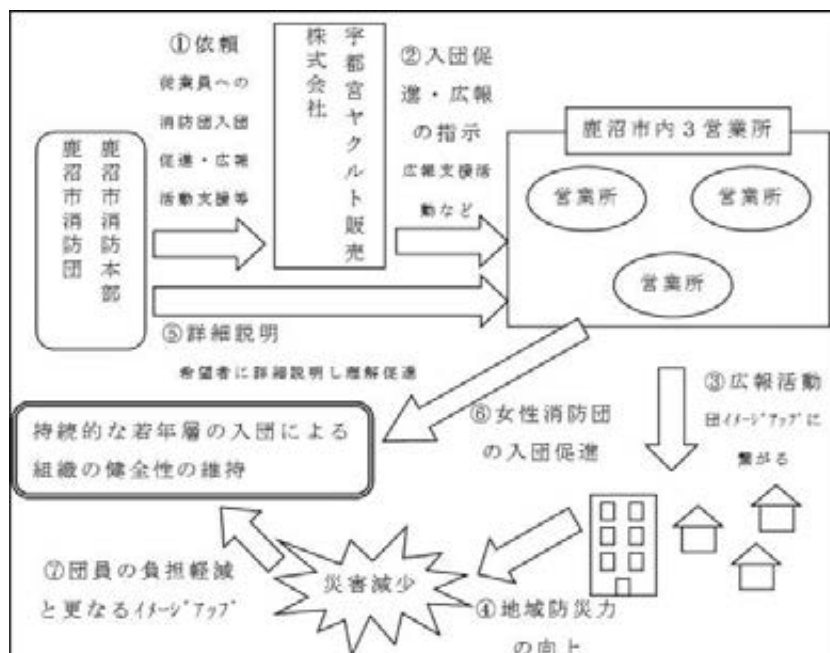 ①依頼
従業員への
消防団入団
促進・広報
活動支援等
鹿沼市消防本部
鹿沼市消防団
宇都宮ヤクルト販売
株式会社
②入団促
進・広報
の指示
広報支援活
動など
鹿沼市内3営業所
営業所
営業所
営業所
⑤詳細説明
希望者に詳細説明し理解促進
③広報活動
団イメージアップに
繋がる
⑥女性消防団
の入団促進
持続的な若年層の入団による
組織の健全性の維持
⑦団員の負担軽減
と更なるイメージアップ
災害減少
④地域防災力
の向上